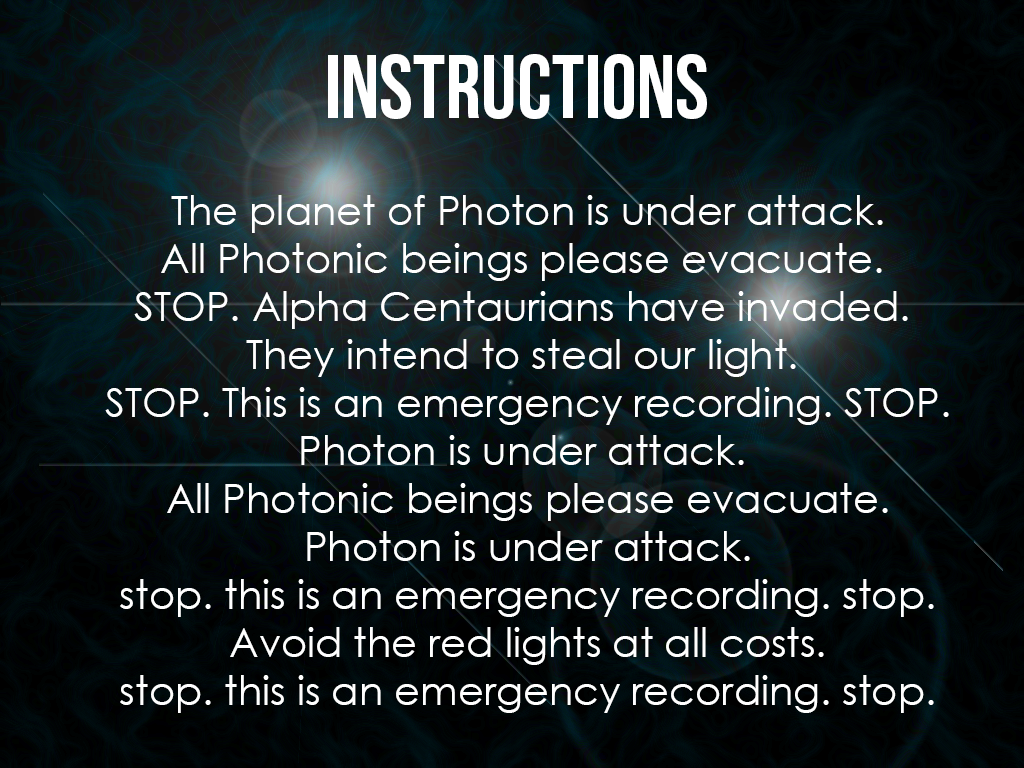 INSTRUCTIONS
The planet of Photon is under attack.
All Photonic beings please evacuate.
STOP. Alpha Centaurians have invaded.
They intend to steal our light.
STOP. This is an emergency recording. STOP.
Photon is under attack.
All Photonic beings please evacuate.
Photon is under attack.
stop. this is an emergency recording. stop.
Avoid the red lights at all costs.
stop. this is an emergency recording. stop.